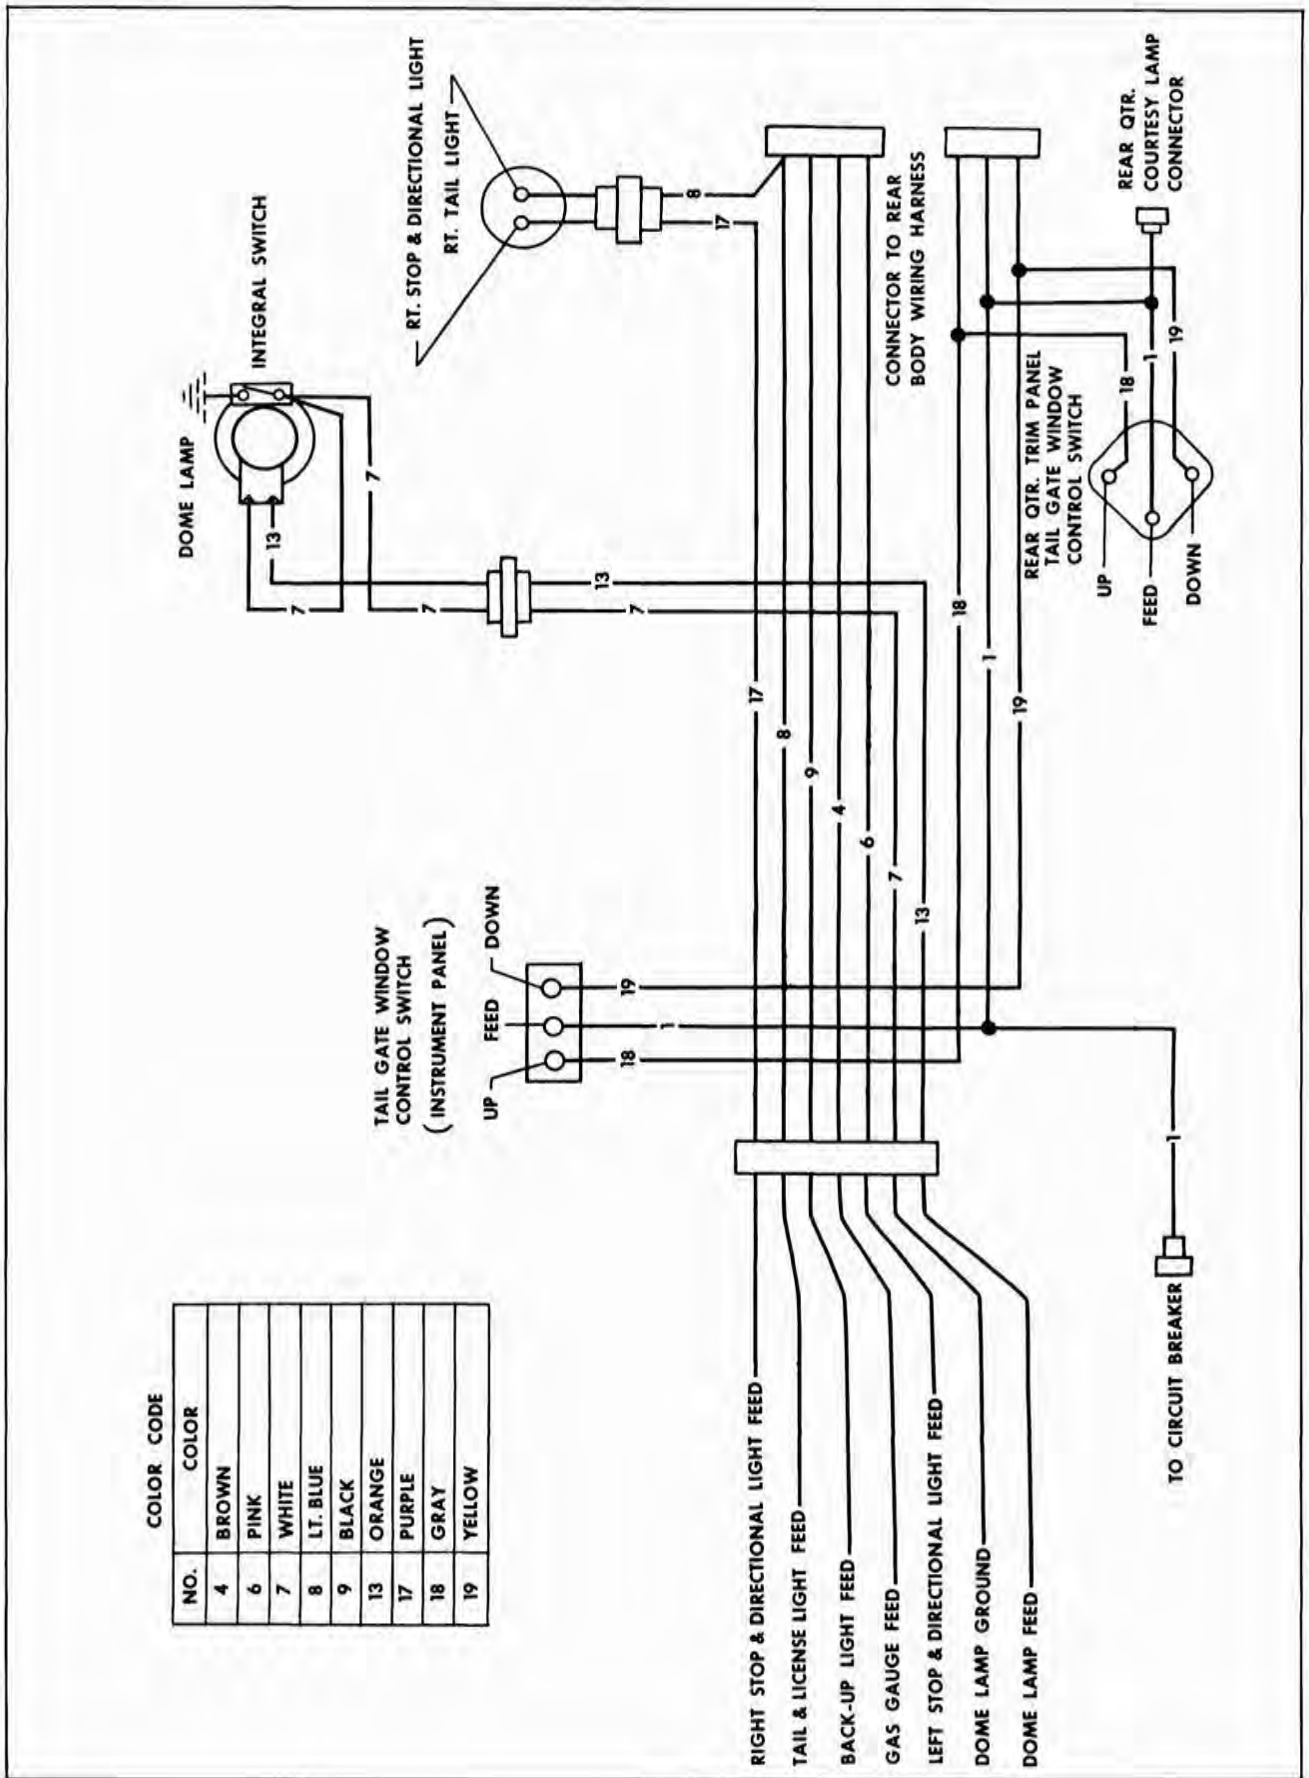 COLOR CODE
NO. COLOR
4 BROWN
6 PINK
7 WHITE
8 LT. BLUE
9 BLACK
13 ORANGE
17 PURPLE
18 GRAY
19 YELLOW
DOME LAMP
INTEGRAL SWITCH
13
7
7
7
13
7
RT. STOP & DIRECTIONAL LIGHT
RT. TAIL LIGHT
8
17
TAIL GATE WINDOW
CONTROL SWITCH
(INSTRUMENT PANEL)
UP
FEED
DOWN
19
1
18
RIGHT STOP & DIRECTIONAL LIGHT FEED
TAIL & LICENSE LIGHT FEED
BACK-UP LIGHT FEED
GAS GAUGE FEED
LEFT STOP & DIRECTIONAL LIGHT FEED
DOME LAMP GROUND
DOME LAMP FEED
17
8
9
4
6
7
13
18
1
19
CONNECTOR TO REAR
BODY WIRING HARNESS
REAR QTR. TRIM PANEL
TAIL GATE WINDOW
CONTROL SWITCH
UP
FEED
DOWN
18
1
19
REAR QTR.
COURTESY LAMP
CONNECTOR
1
TO CIRCUIT BREAKER